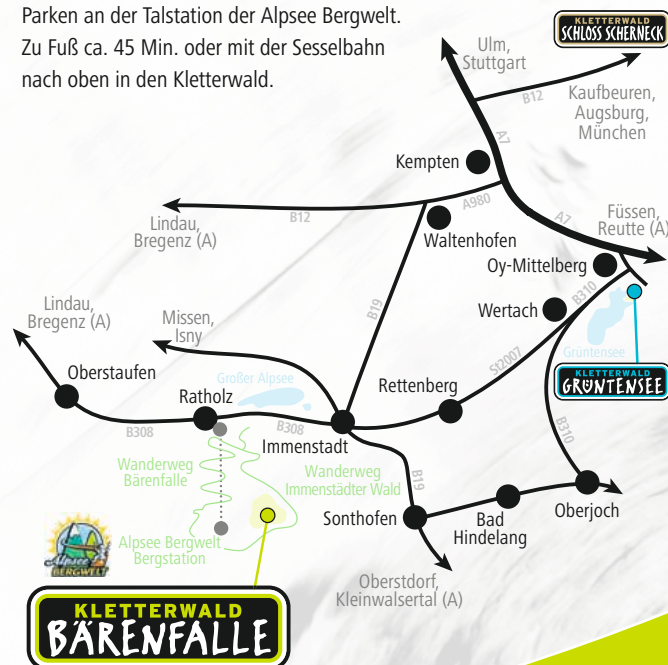 Parken an der Talstation der Alpsee Bergwelt.
Zu Fuß ca. 45 Min. oder mit der Sesselbahn
nach oben in den Kletterwald.
KLETTERWALD
SCHLOSS SCHERNECK
Ulm,
Stuttgart
B12
Kaufbeuren,
Augsburg,
München
A7
Kempten
A980
B12
Lindau,
Bregenz (A)
Waltenhofen
A7
Füssen,
Reutte (A)
Oy-Mittelberg
B310
Wertach
Grüntensee
KLETTERWALD
GRÜNTENSEE
B19
St2007
Lindau,
Bregenz (A)
Missen,
Isny
Oberstaufen
Großer Alpsee
Ratholz
Rettenberg
B308
B308
Immenstadt
B310
Wanderweg
Bärenfalle
Wanderweg
Immenstädter Wald
B19
Sonthofen
Bad
Hindelang
Oberjoch
Alpsee Bergwelt
Bergstation
Alpsee
BERGWELT
Oberstdorf,
Kleinwalsertal (A)
KLETTERWALD
BÄRENFALLE